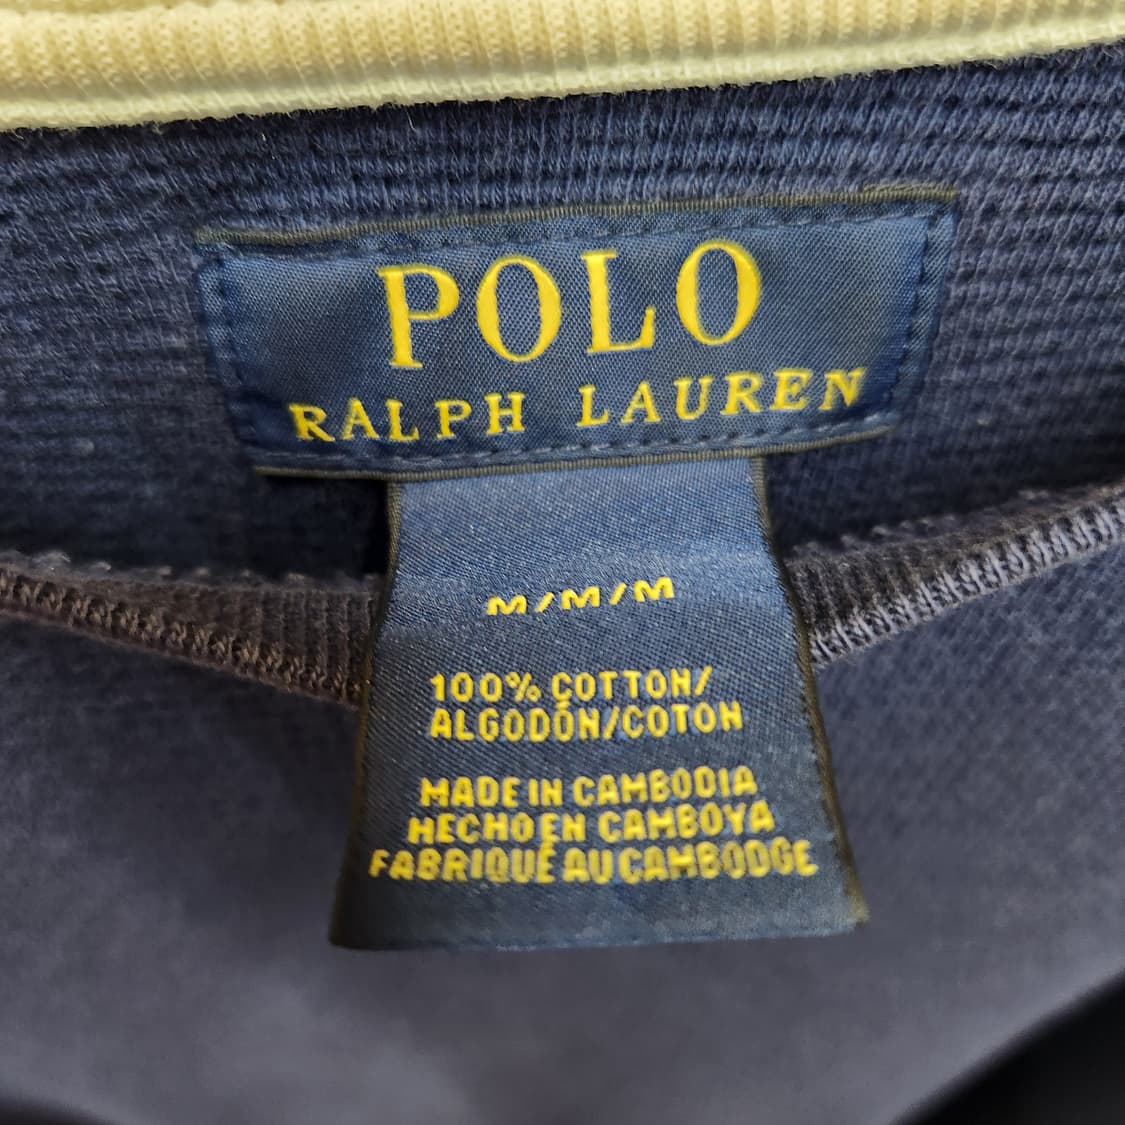 POLO
RALPH LAUREN
M/M/M
100% COTTON/
ALGODÓN/COTON
MADE IN CAMBODIA
HECHO EN CAMBOYA
FABRIQUÉ AU CAMBODGE